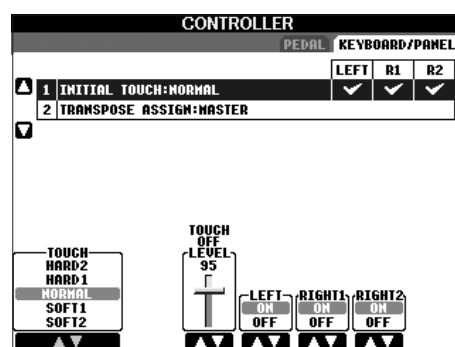 CONTROLLER
PEDAL KEYBOARD/PANEL
LEFT R1 R2
1 INITIAL TOUCH:NORMAL
2 TRANSPOSE ASSIGN:MASTER
TOUCH
HARD2
HARD1
NORMAL
SOFT1
SOFT2
TOUCH
OFF
LEVEL
95
LEFT
ON
OFF
RIGHT1
ON
OFF
RIGHT2
ON
OFF